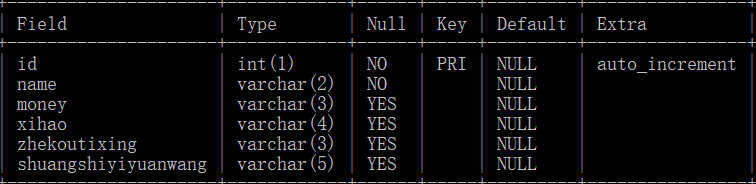 Field Type Null Key Default Extra
id int(1) NO PRI NULL auto_increment
name varchar(2) NO NULL
money varchar(3) YES NULL
xihao varchar(4) YES NULL
zhekoutixing varchar(3) YES NULL
shuangshiyiyuanwang varchar(5) YES NULL